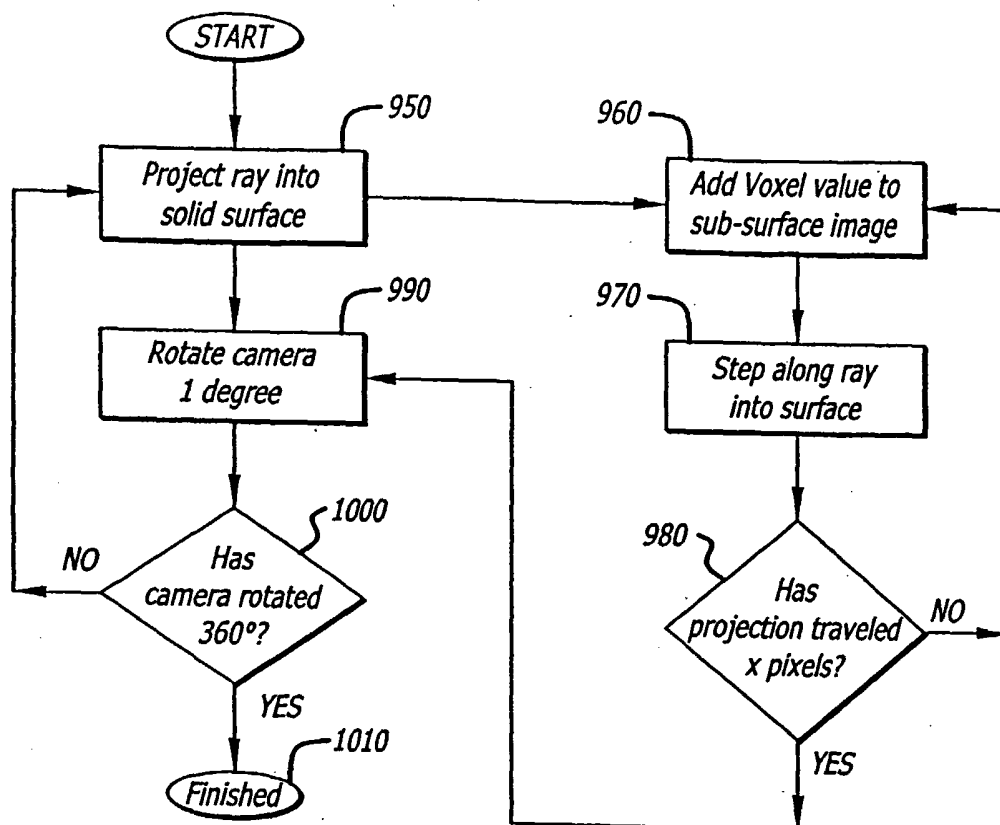 START
950
Project ray into
solid surface
960
Add Voxel value to
sub-surface image
990
Rotate camera
1 degree
970
Step along ray
into surface
1000
NO
Has
camera rotated
360º?
YES
980
Has
projection traveled
x pixels?
NO
YES
1010
Finished